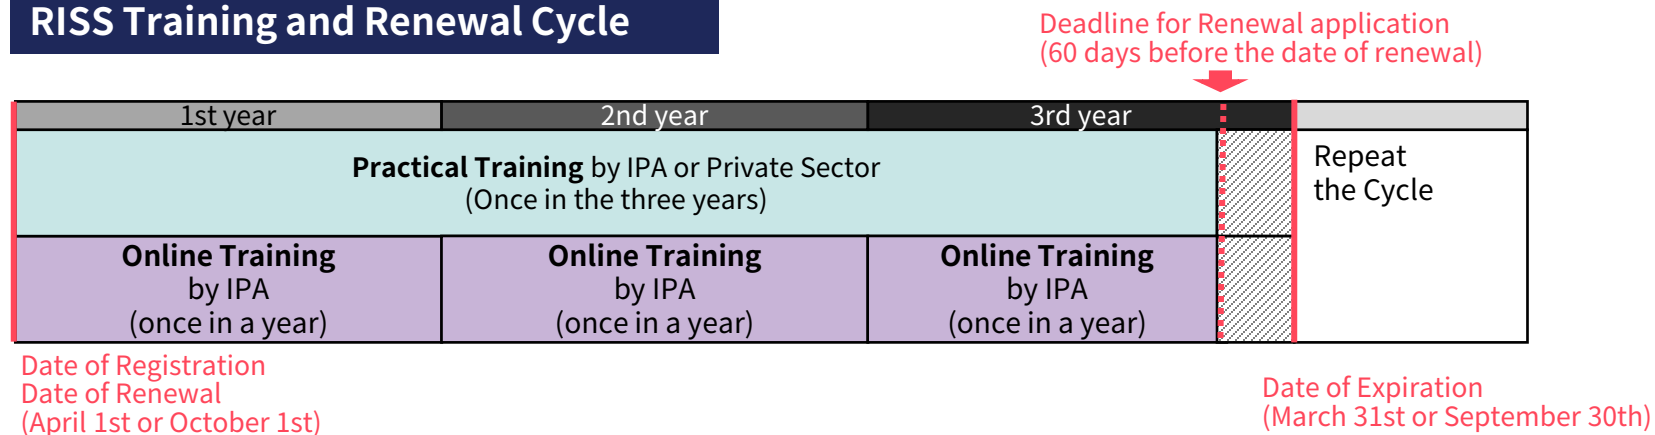 RISS Training and Renewal Cycle
Deadline for Renewal application
(60 days before the date of renewal)
1st year
2nd year
3rd year
Practical Training by IPA or Private Sector
(Once in the three years)
Repeat
the Cycle
Online Training
by IPA
(once in a year)
Online Training
by IPA
(once in a year)
Online Training
by IPA
(once in a year)
Date of Registration
Date of Renewal
(April 1st or October 1st)
Date of Expiration
(March 31st or September 30th)